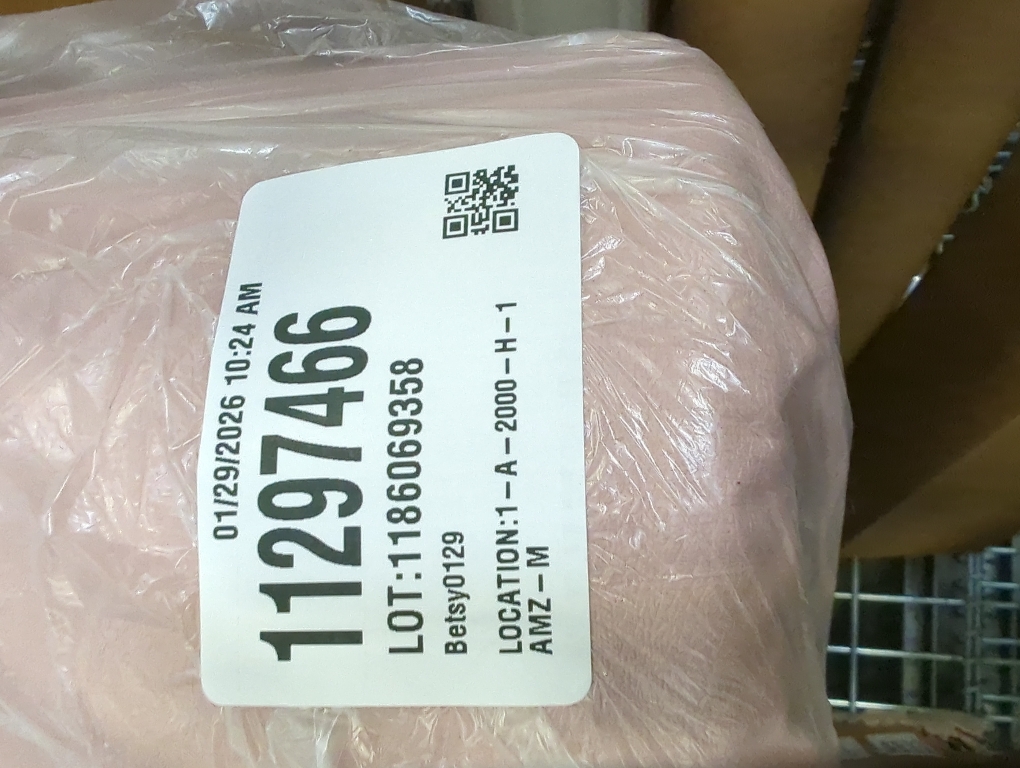 01/29/2026 10:24 AM
11297466
LOT:1186069358
Betsy0129
LOCATION:1-A-2000-H-1
AMZ-M